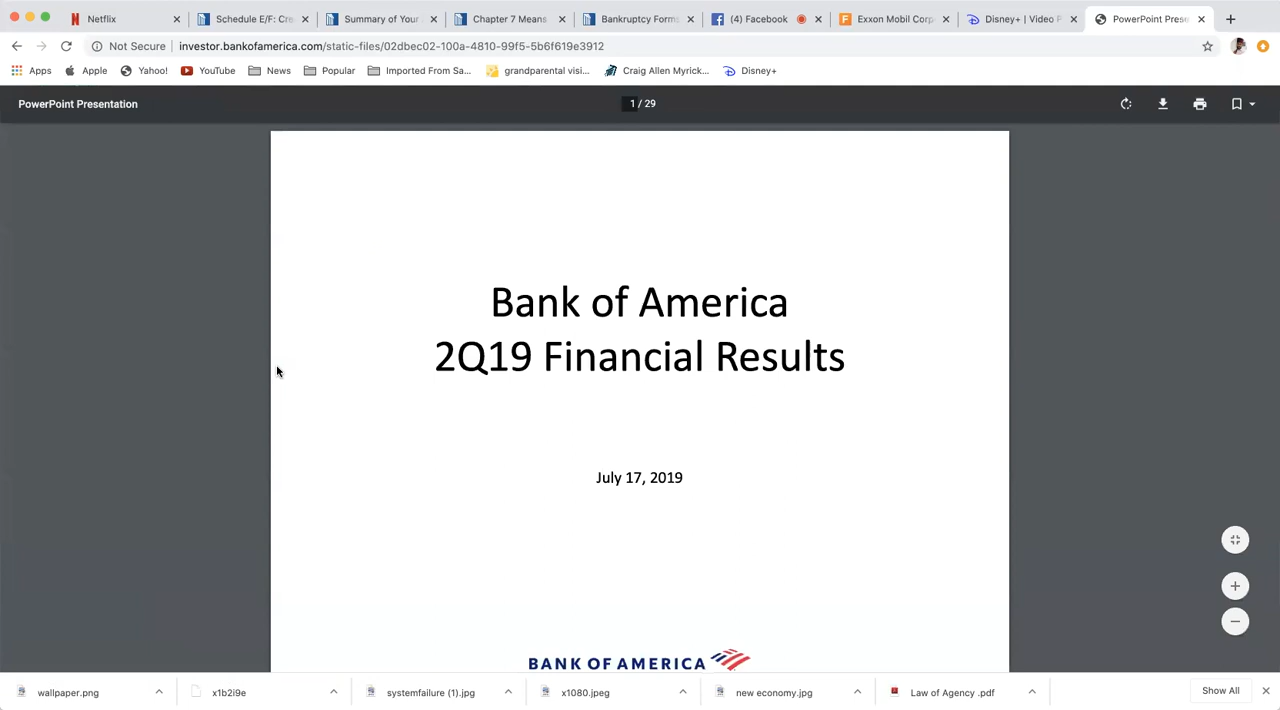 Netflix
Schedule E/F: Cre
Summary of Your
Chapter 7 Means
Bankruptcy Forms
(4) Facebook
Exxon Mobil Corp
Disney+ | Video P
PowerPoint Prese
Not Secure | investor.bankofamerica.com/static-files/02dbec02-100a-4810-99f5-5b6f619e3912
Apps
Apple
Yahoo!
YouTube
News
Popular
Imported From Sa...
grandparental visi...
Craig Allen Myrick...
Disney+
PowerPoint Presentation
1 / 29
Bank of America
2Q19 Financial Results
July 17, 2019
BANK OF AMERICA
wallpaper.png
x1b2i9e
systemfailure (1).jpg
x1080.jpeg
new economy.jpg
Law of Agency .pdf
Show All